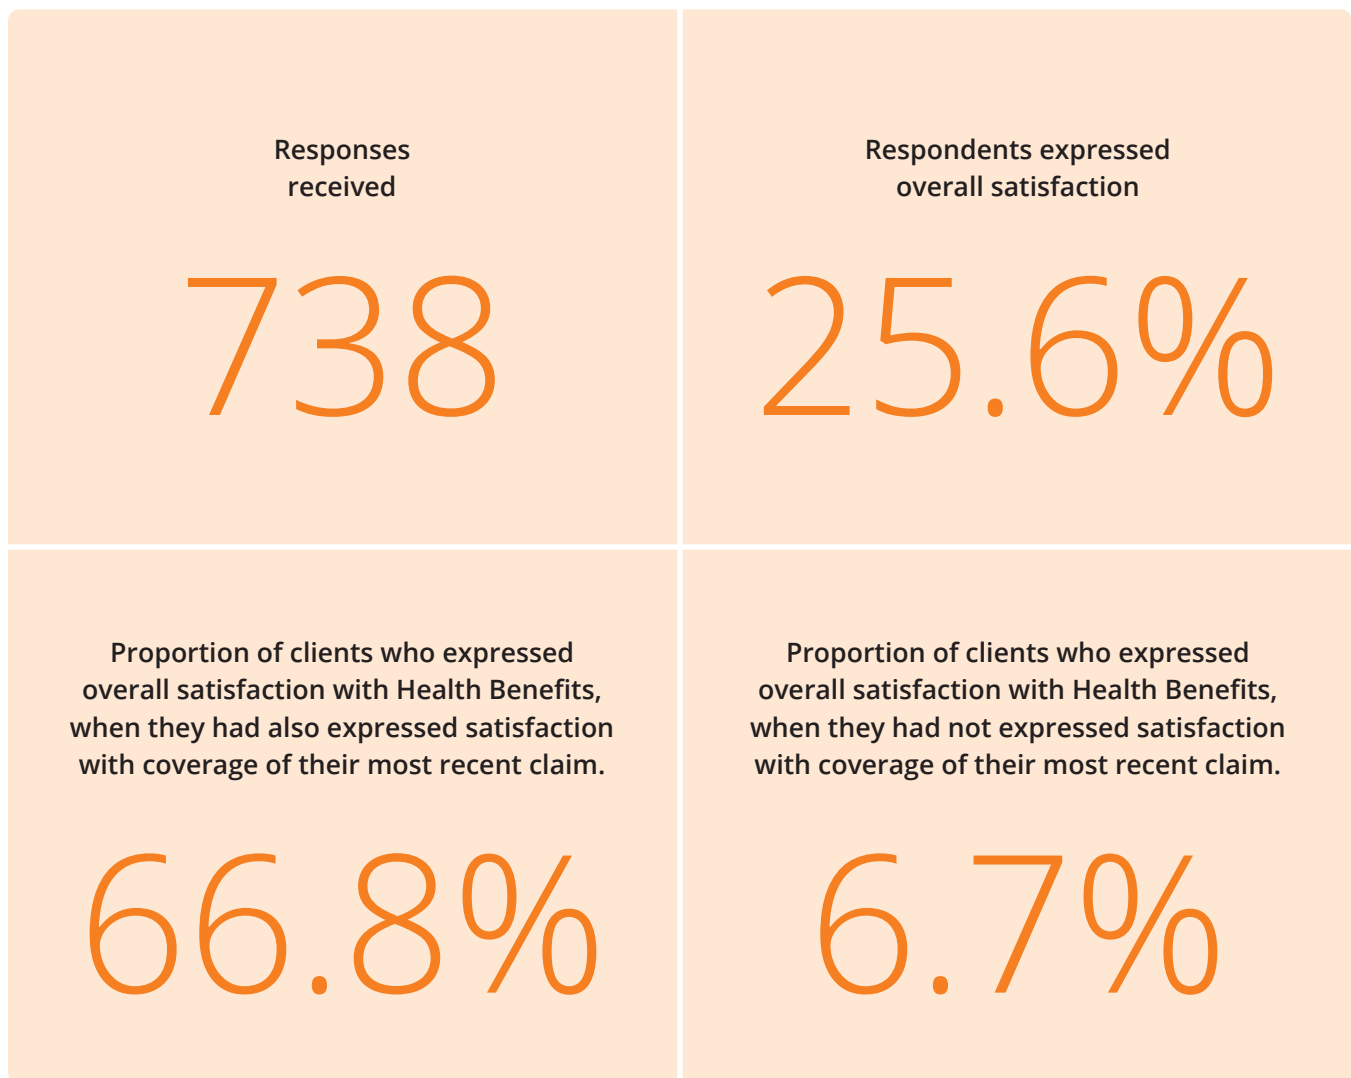 Responses
received
738
Respondents expressed
overall satisfaction
25.6%
Proportion of clients who expressed
overall satisfaction with Health Benefits,
when they had also expressed satisfaction
with coverage of their most recent claim.
66.8%
Proportion of clients who expressed
overall satisfaction with Health Benefits,
when they had not expressed satisfaction
with coverage of their most recent claim.
6.7%